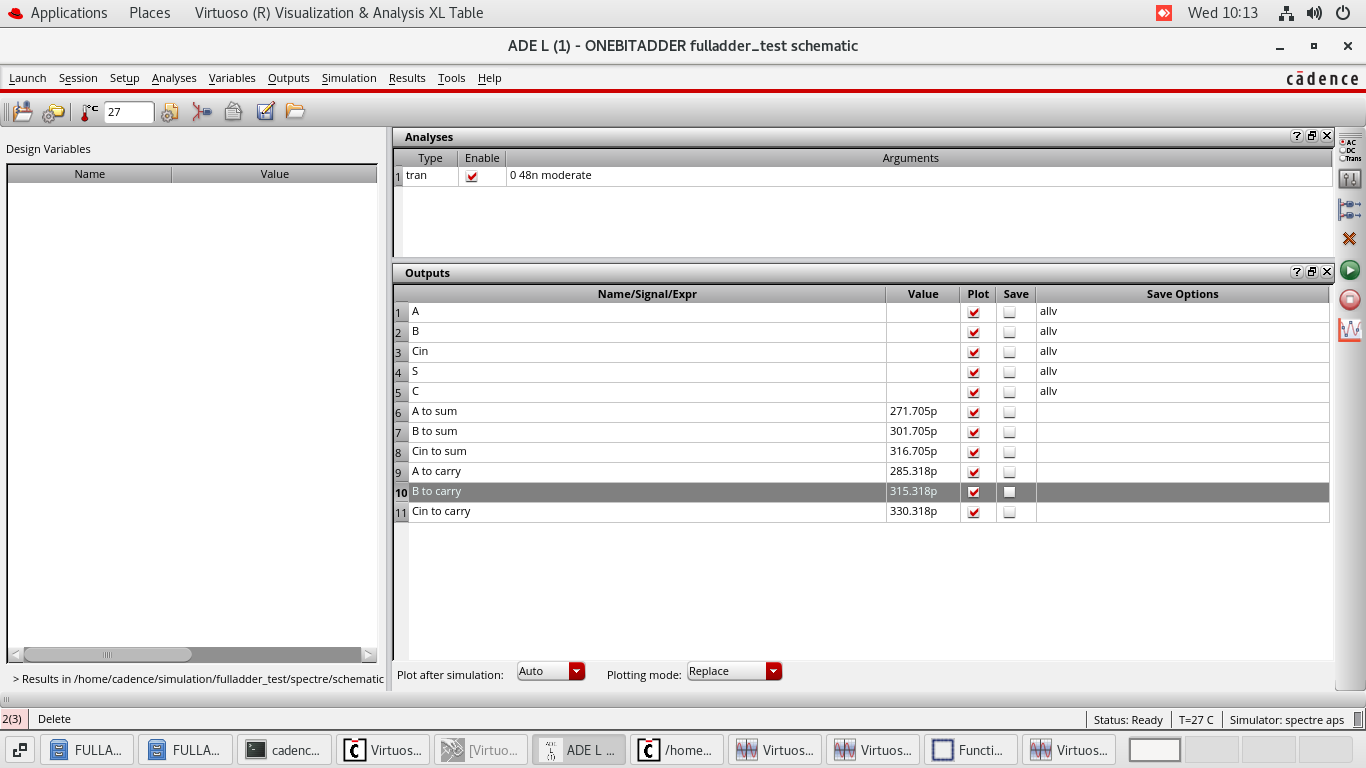 Applications Places Virtuoso (R) Visualization & Analysis XL Table Wed 10:13
ADE L (1) - ONEBITADDER fulladder_test schematic
Launch Session Setup Analyses Variables Outputs Simulation Results Tools Help cādence
°C 27
Design Variables
Name Value
> Results in /home/cadence/simulation/fulladder_test/spectre/schematic
Analyses
Type Enable Arguments
1 tran 0 48n moderate
Outputs
Name/Signal/Expr Value Plot Save Save Options
1 A allv
2 B allv
3 Cin allv
4 S allv
5 C allv
6 A to sum 271.705p
7 B to sum 301.705p
8 Cin to sum 316.705p
9 A to carry 285.318p
10 B to carry 315.318p
11 Cin to carry 330.318p
Plot after simulation: Auto Plotting mode: Replace
AC
DC
Trans
2(3) Delete Status: Ready T=27 C Simulator: spectre aps
FULLA... FULLA... cadenc... Virtuos... [Virtuo... ADE L (1) ADE L ... /home... Virtuos... Virtuos... Functi... Virtuos...